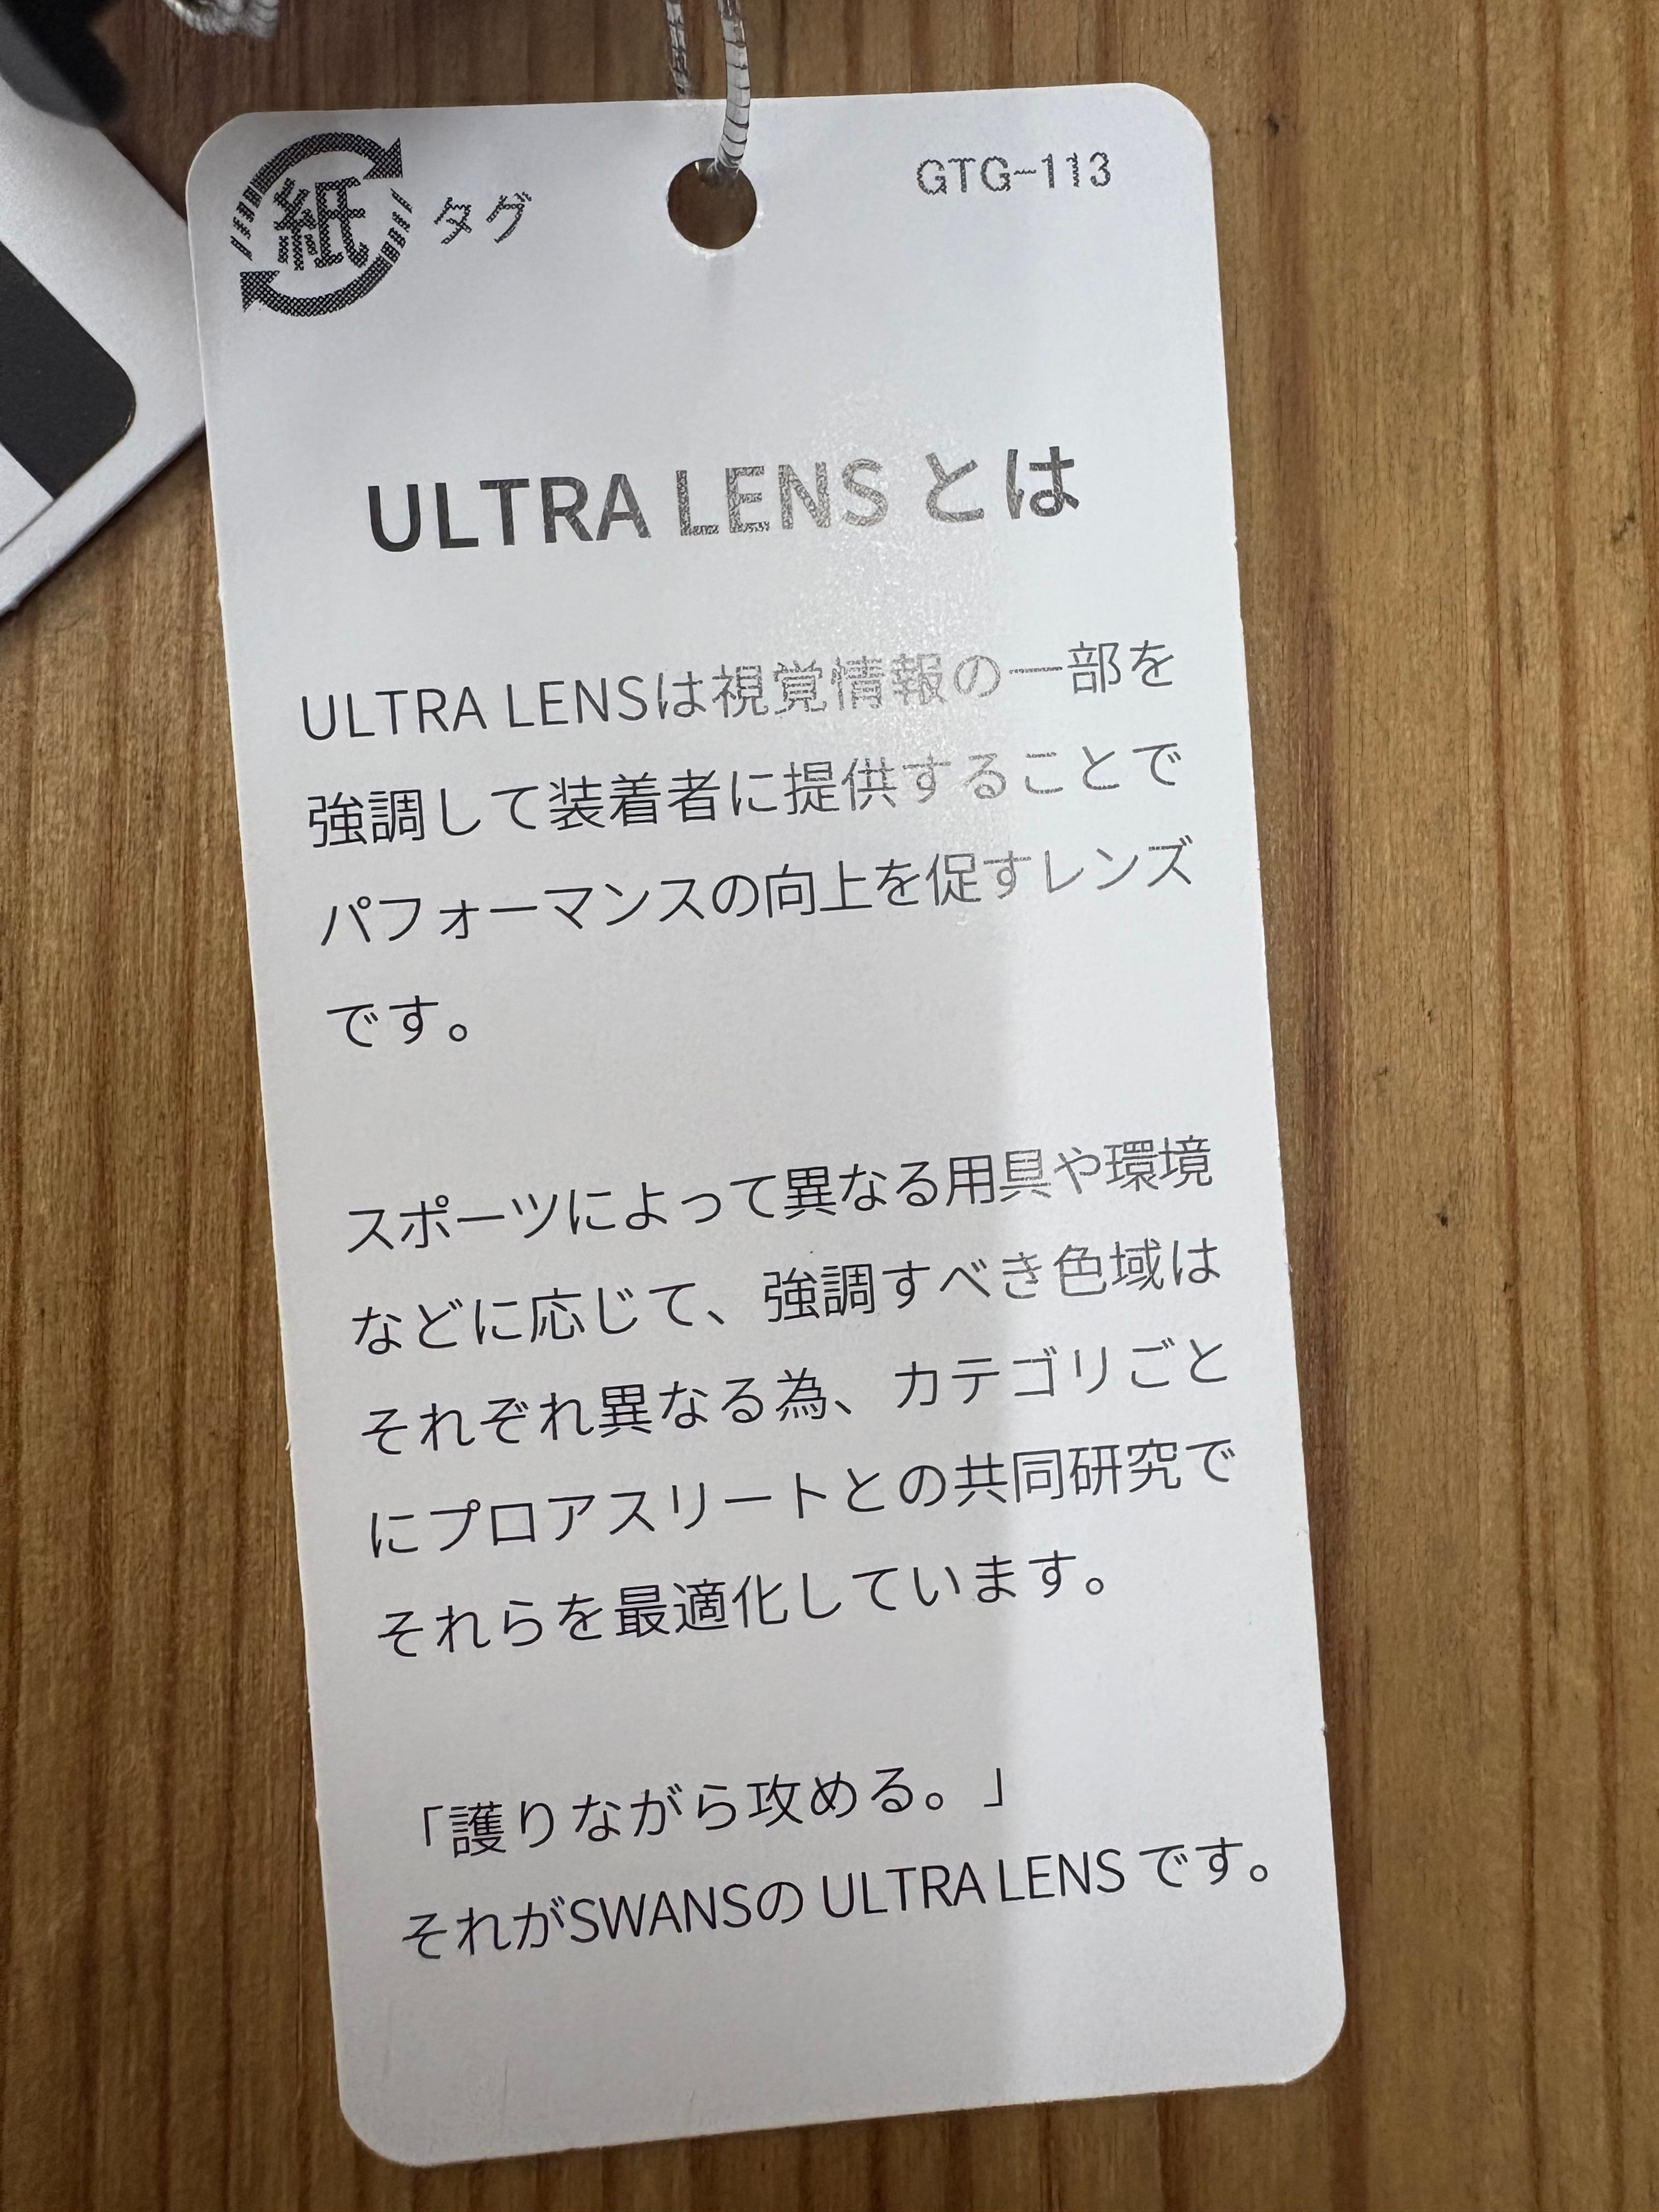 紙 タグ
GTG-113
ULTRA LENS とは
ULTRA LENSは視覚情報の一部を
強調して装着者に提供することで
パフォーマンスの向上を促すレンズ
です。
スポーツによって異なる用具や環境
などに応じて、強調すべき色域は
それぞれ異なる為、カテゴリごと
にプロアスリートとの共同研究で
それらを最適化しています。
「護りながら攻める。」
それがSWANSの ULTRA LENS です。